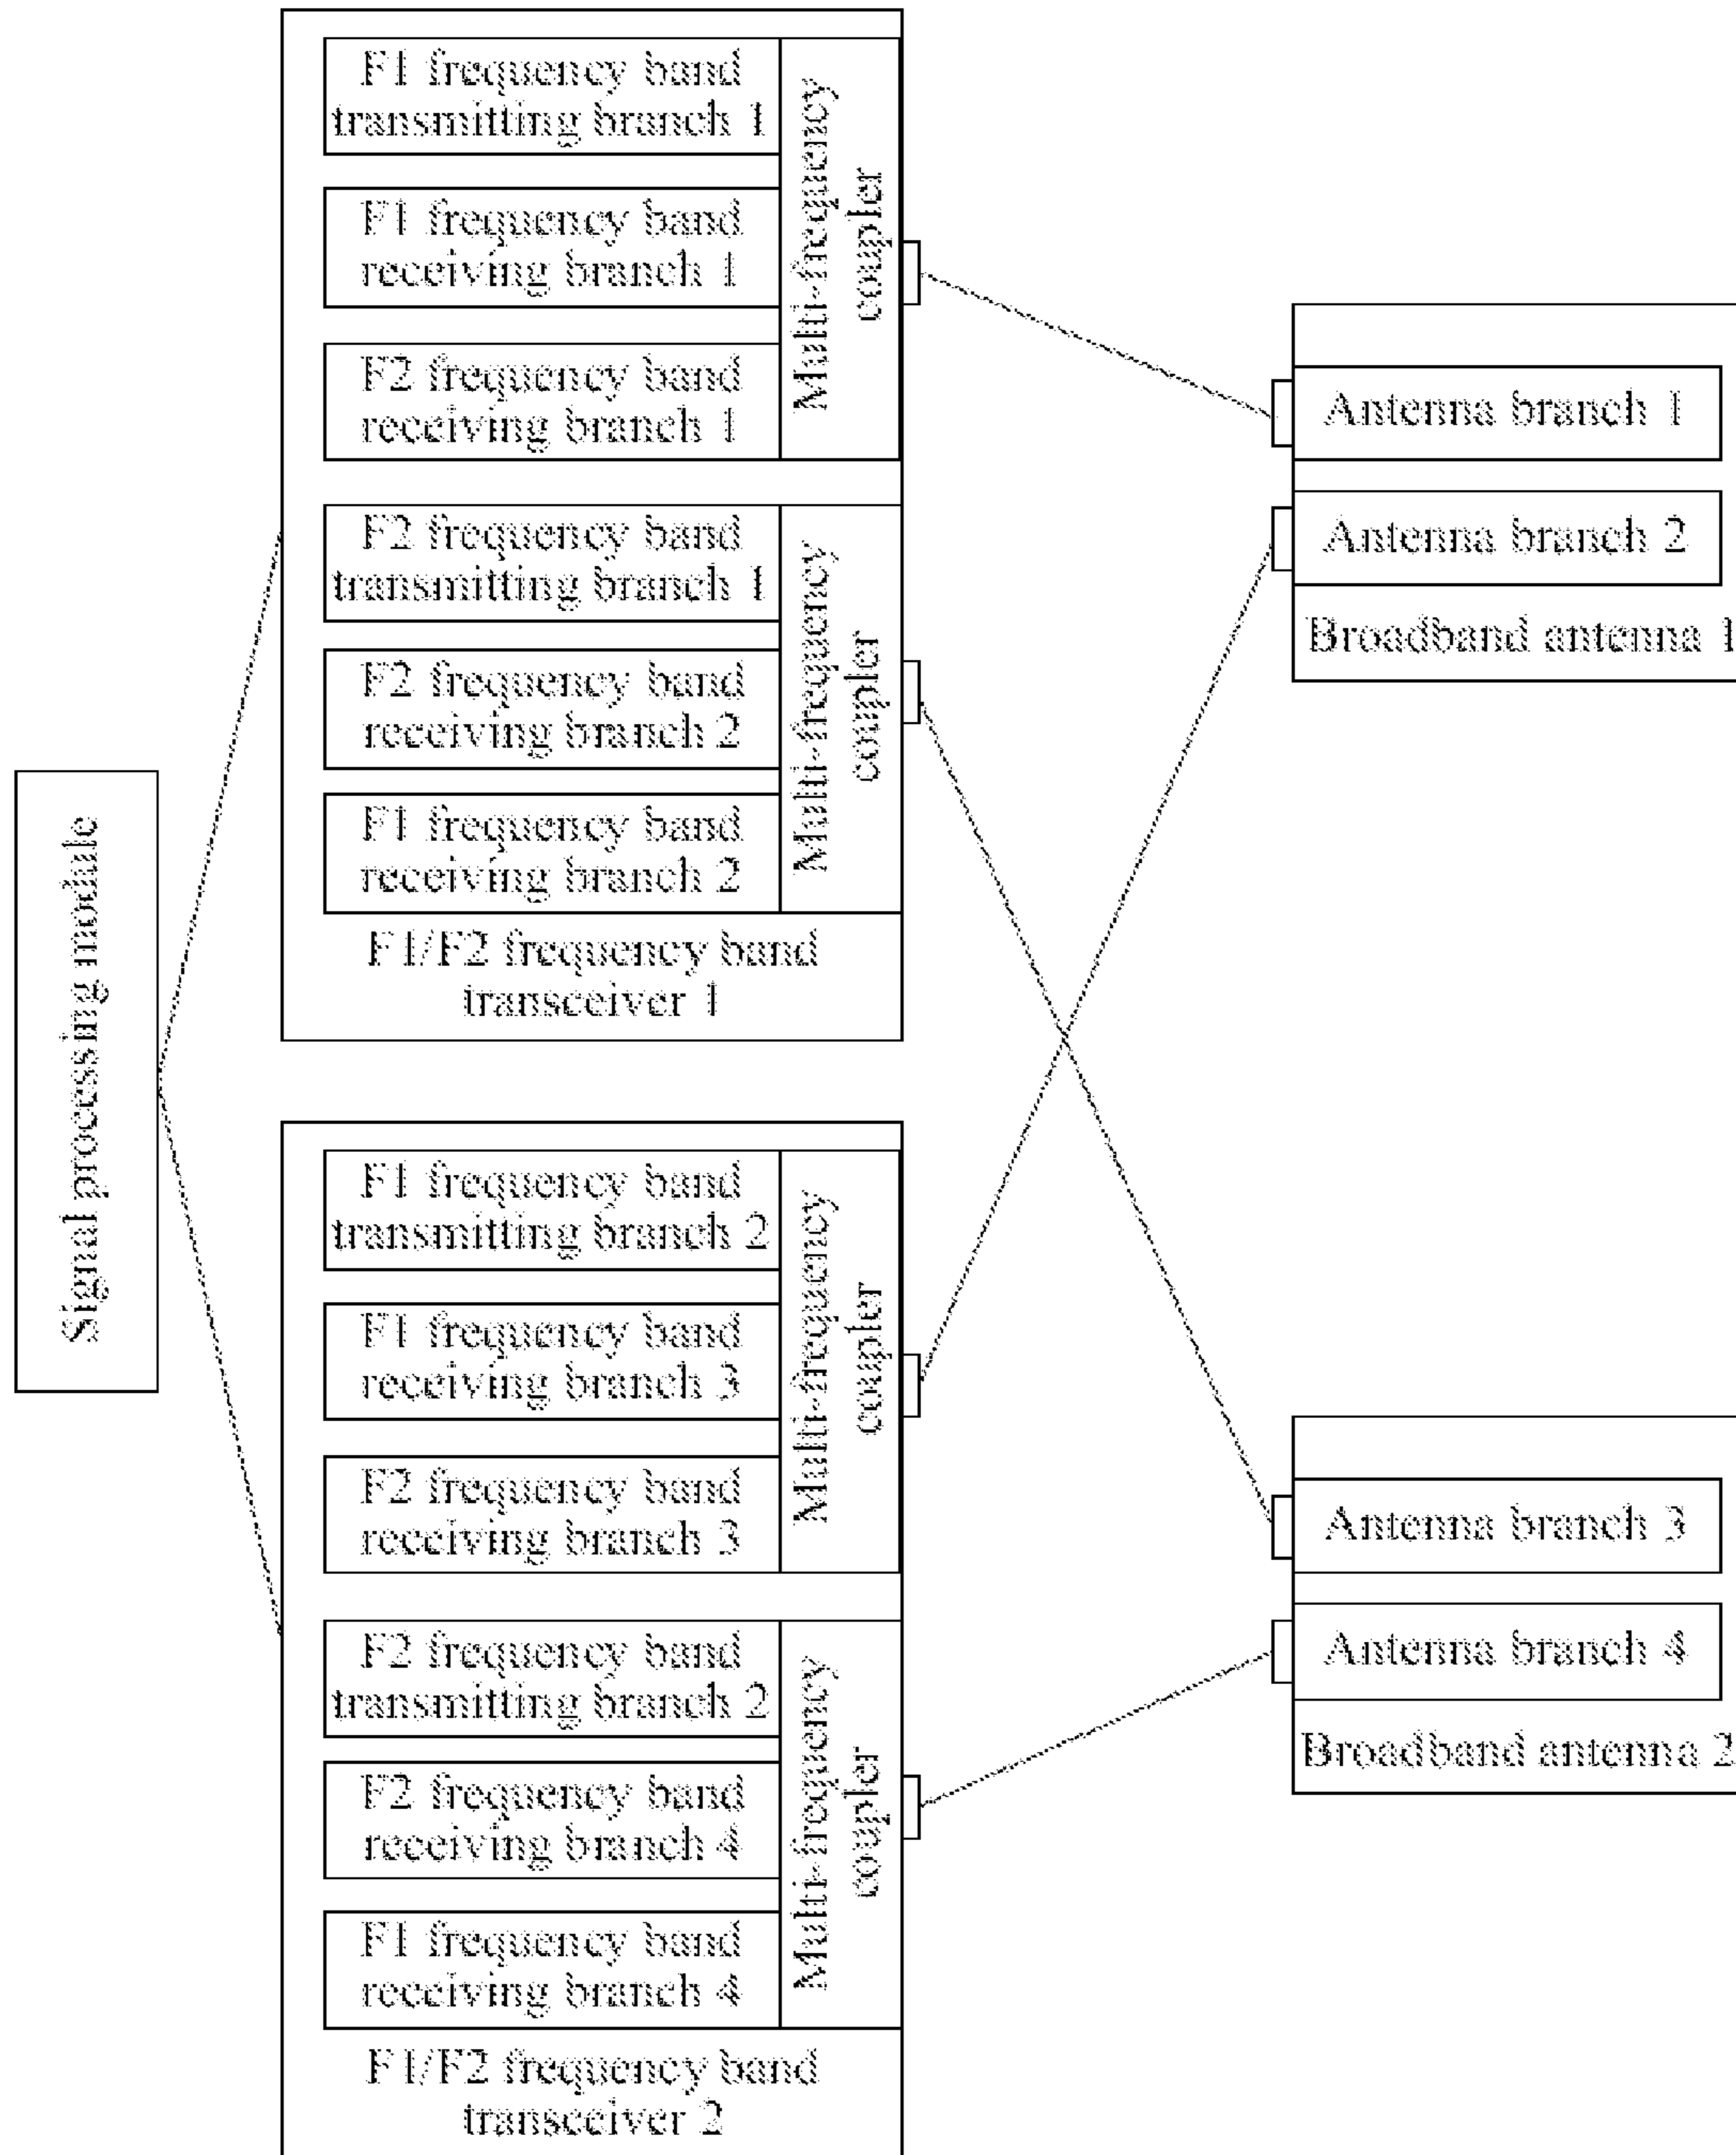 Signal processing module
F1 frequency band
transmitting branch 1
F1 frequency band
receiving branch 1
F2 frequency band
receiving branch 1
Multi-frequency
coupler
F2 frequency band
transmitting branch 1
F2 frequency band
receiving branch 2
F1 frequency band
receiving branch 2
Multi-frequency
coupler
F1/F2 frequency band
transceiver 1
F1 frequency band
transmitting branch 2
F1 frequency band
receiving branch 3
F2 frequency band
receiving branch 3
Multi-frequency
coupler
F2 frequency band
transmitting branch 2
F2 frequency band
receiving branch 4
F1 frequency band
receiving branch 4
Multi-frequency
coupler
F1/F2 frequency band
transceiver 2
Antenna branch 1
Antenna branch 2
Broadband antenna 1
Antenna branch 3
Antenna branch 4
Broadband antenna 2